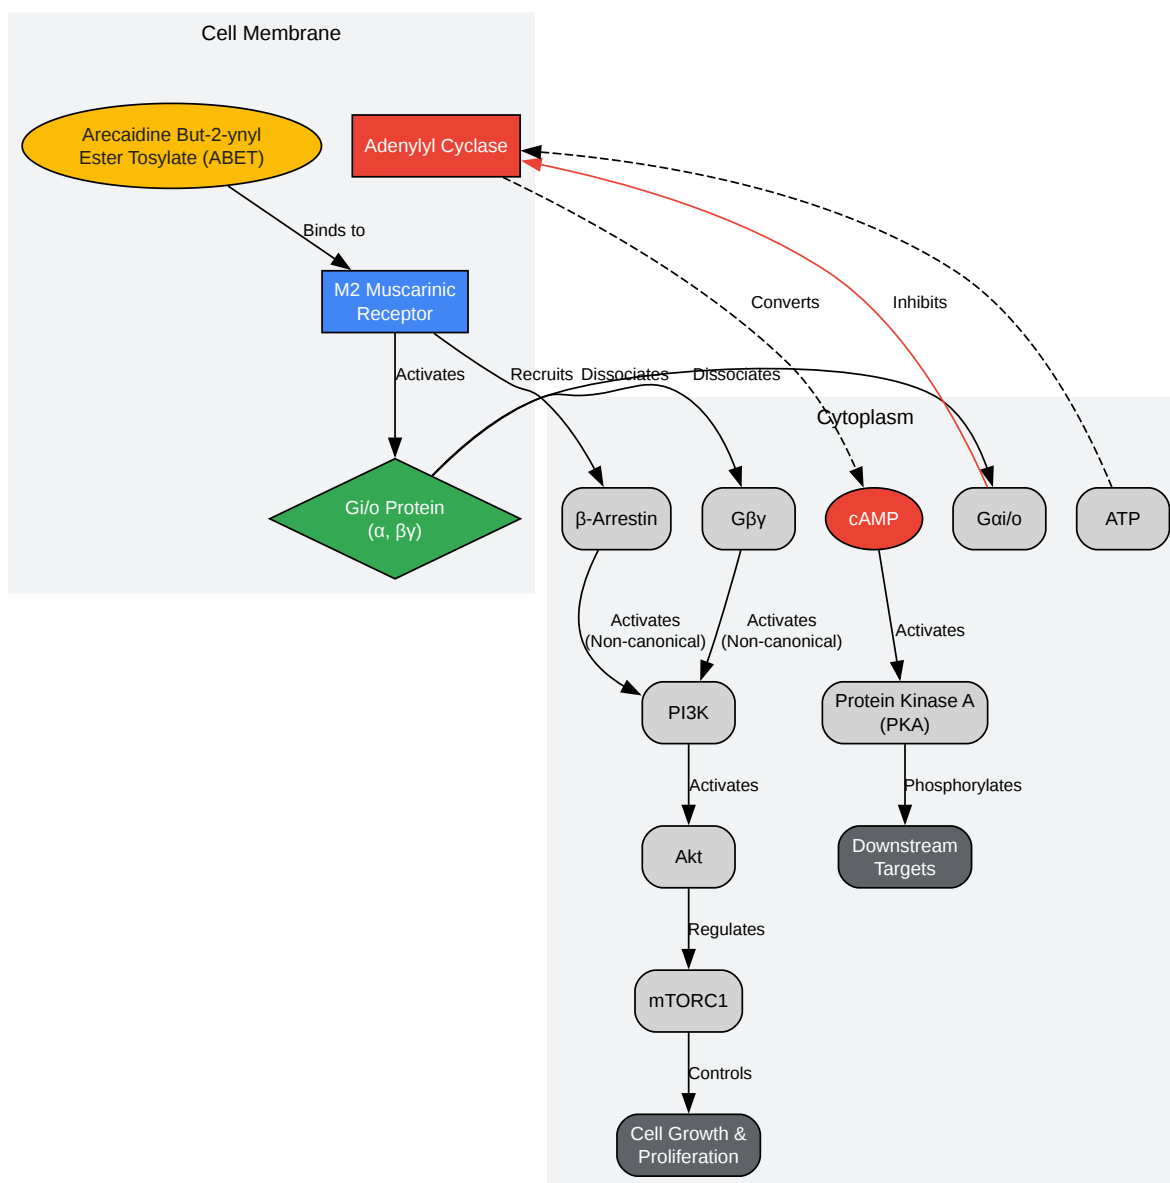 Cell Membrane
Arecaidine But-2-ynyl
Ester Tosylate (ABET)
Adenylyl Cyclase
Binds to
M2 Muscarinic
Receptor
Converts
Inhibits
Activates
Recruits
Dissociates
Dissociates
Cytoplasm
Gi/o Protein
(α, βγ)
β-Arrestin
Gβγ
cAMP
Gαi/o
ATP
Activates
(Non-canonical)
Activates
(Non-canonical)
Activates
PI3K
Protein Kinase A
(PKA)
Activates
Phosphorylates
Akt
Downstream
Targets
Regulates
mTORC1
Controls
Cell Growth &
Proliferation